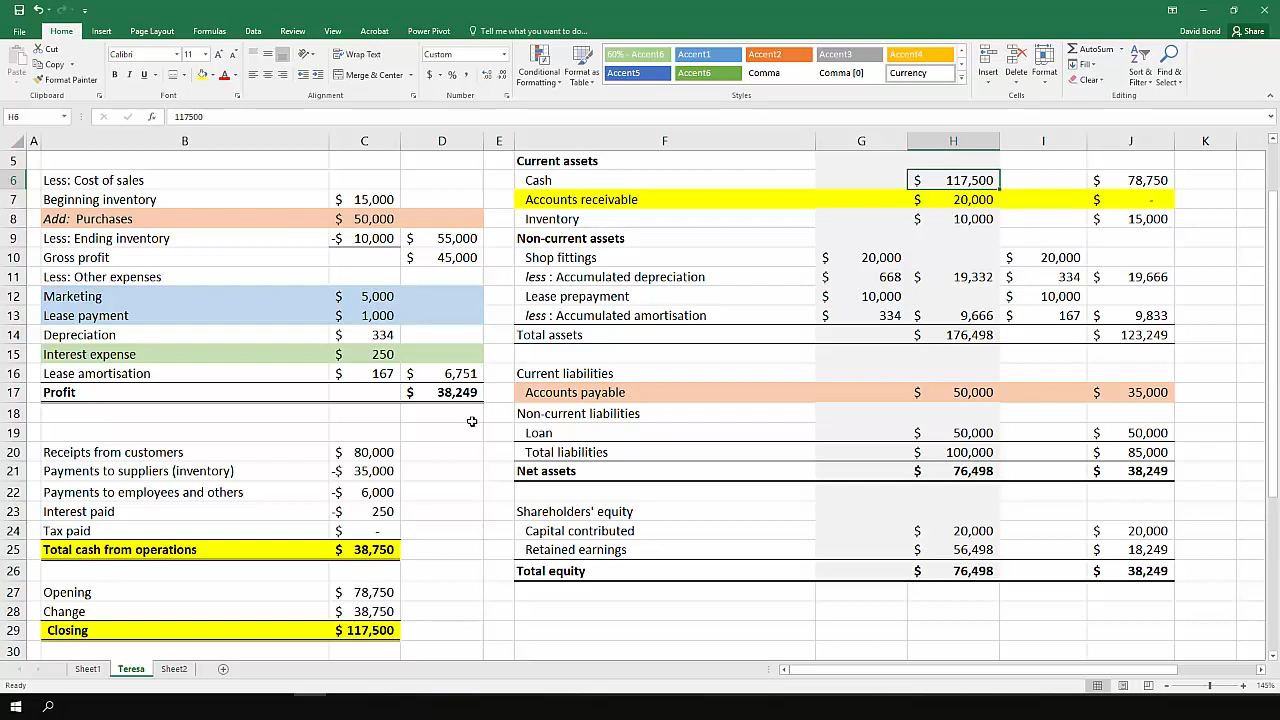 David Bond Share
File Home Insert Page Layout Formulas Data Review View Acrobat Power Pivot Tell me what you want to do...
Paste Cut Copy Format Painter
Calibri 11
B I U
Wrap Text
Merge & Center
Custom
$ % ,
Conditional Formatting Format as Table
60% - Accent6 Accent1 Accent2 Accent3 Accent4
Accent5 Accent6 Comma Comma [0] Currency
Insert Delete Format
AutoSum Fill Clear
Sort & Filter Find & Select
Clipboard Font Alignment Number Styles Cells Editing
H6 fx 117500
A B C D E F G H I J K
5 Current assets
6 Less: Cost of sales Cash $ 117,500 $ 78,750
7 Beginning inventory $ 15,000 Accounts receivable $ 20,000 $ -
8 Add: Purchases $ 50,000 Inventory $ 10,000 $ 15,000
9 Less: Ending inventory -$ 10,000 $ 55,000 Non-current assets
10 Gross profit $ 45,000 Shop fittings $ 20,000 $ 20,000
11 Less: Other expenses less : Accumulated depreciation $ 668 $ 19,332 $ 334 $ 19,666
12 Marketing $ 5,000 Lease prepayment $ 10,000 $ 10,000
13 Lease payment $ 1,000 less : Accumulated amortisation $ 334 $ 9,666 $ 167 $ 9,833
14 Depreciation $ 334 Total assets $ 176,498 $ 123,249
15 Interest expense $ 250
16 Lease amortisation $ 167 $ 6,751 Current liabilities
17 Profit $ 38,249 Accounts payable $ 50,000 $ 35,000
18 Non-current liabilities
19 Loan $ 50,000 $ 50,000
20 Receipts from customers $ 80,000 Total liabilities $ 100,000 $ 85,000
21 Payments to suppliers (inventory) -$ 35,000 Net assets $ 76,498 $ 38,249
22 Payments to employees and others -$ 6,000
23 Interest paid -$ 250 Shareholders' equity
24 Tax paid $ - Capital contributed $ 20,000 $ 20,000
25 Total cash from operations $ 38,750 Retained earnings $ 56,498 $ 18,249
26 Total equity $ 76,498 $ 38,249
27 Opening $ 78,750
28 Change $ 38,750
29 Closing $ 117,500
30
Sheet1 Teresa Sheet2
Ready 145%